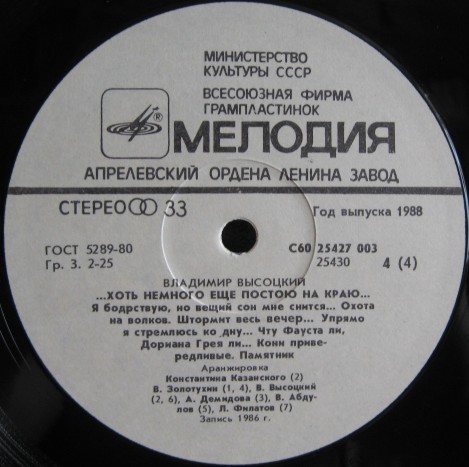 МИНИСТЕРСТВО
КУЛЬТУРЫ СССР
ВСЕСОЮЗНАЯ ФИРМА
ГРАМПЛАСТИНОК
®
МЕЛОДИЯ
АПРЕЛЕВСКИЙ ОРДЕНА ЛЕНИНА ЗАВОД
СТЕРЕО 33
Год выпуска 1988
ГОСТ 5289-80
Гр. 3. 2-25
С60 25427 003
25430
4 (4)
ВЛАДИМИР ВЫСОЦКИЙ
...ХОТЬ НЕМНОГО ЕЩЕ ПОСТОЮ НА КРАЮ...
Я бодрствую, но вещий сон мне снится... Охота
на волков. Штормит весь вечер... Упрямо
я стремлюсь ко дну... Чту Фауста ли,
Дориана Грея ли... Кони приве-
редливые. Памятник
Аранжировка
Константина Казанского (2)
В. Золотухин (1, 4), В. Высоцкий
(2, 6), А. Демидова (3), В. Абду-
лов (5), Л. Филатов (7)
Запись 1986 г.